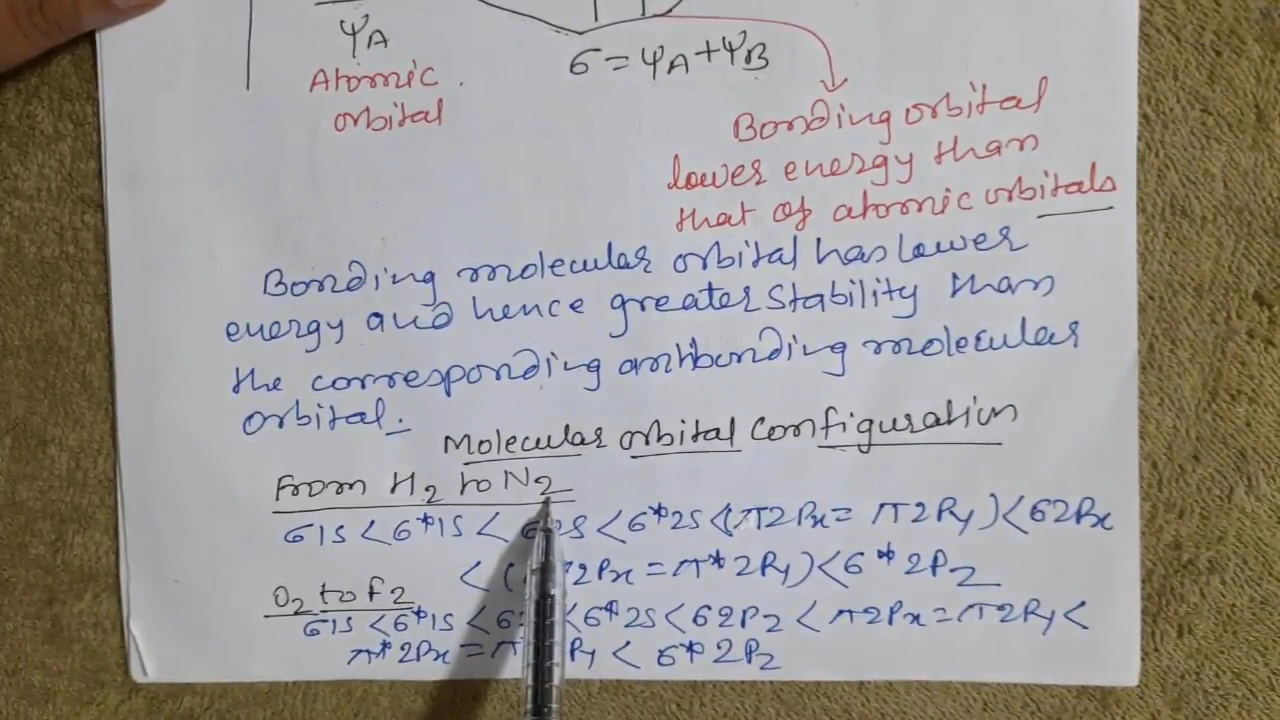 ΨA
σ = ΨA + ΨB
Atomic
orbital
Bonding orbital
lower energy than
that of atomic orbitals
Bonding molecular orbital has lower
energy and hence greater stability than
the corresponding antibonding molecular
orbital.
Molecular orbital configuration
From H2 to N2
σ1s < σ*1s < < σ*2s < (π2Px = π2Py) < σ2Px
< ( 2Px = π*2Py) < σ*2Pz
O2 to F2
σ1s < σ*1s < < σ*2s < σ2Pz < π2Px = π2Py <
π*2Px = Py < σ*2Pz